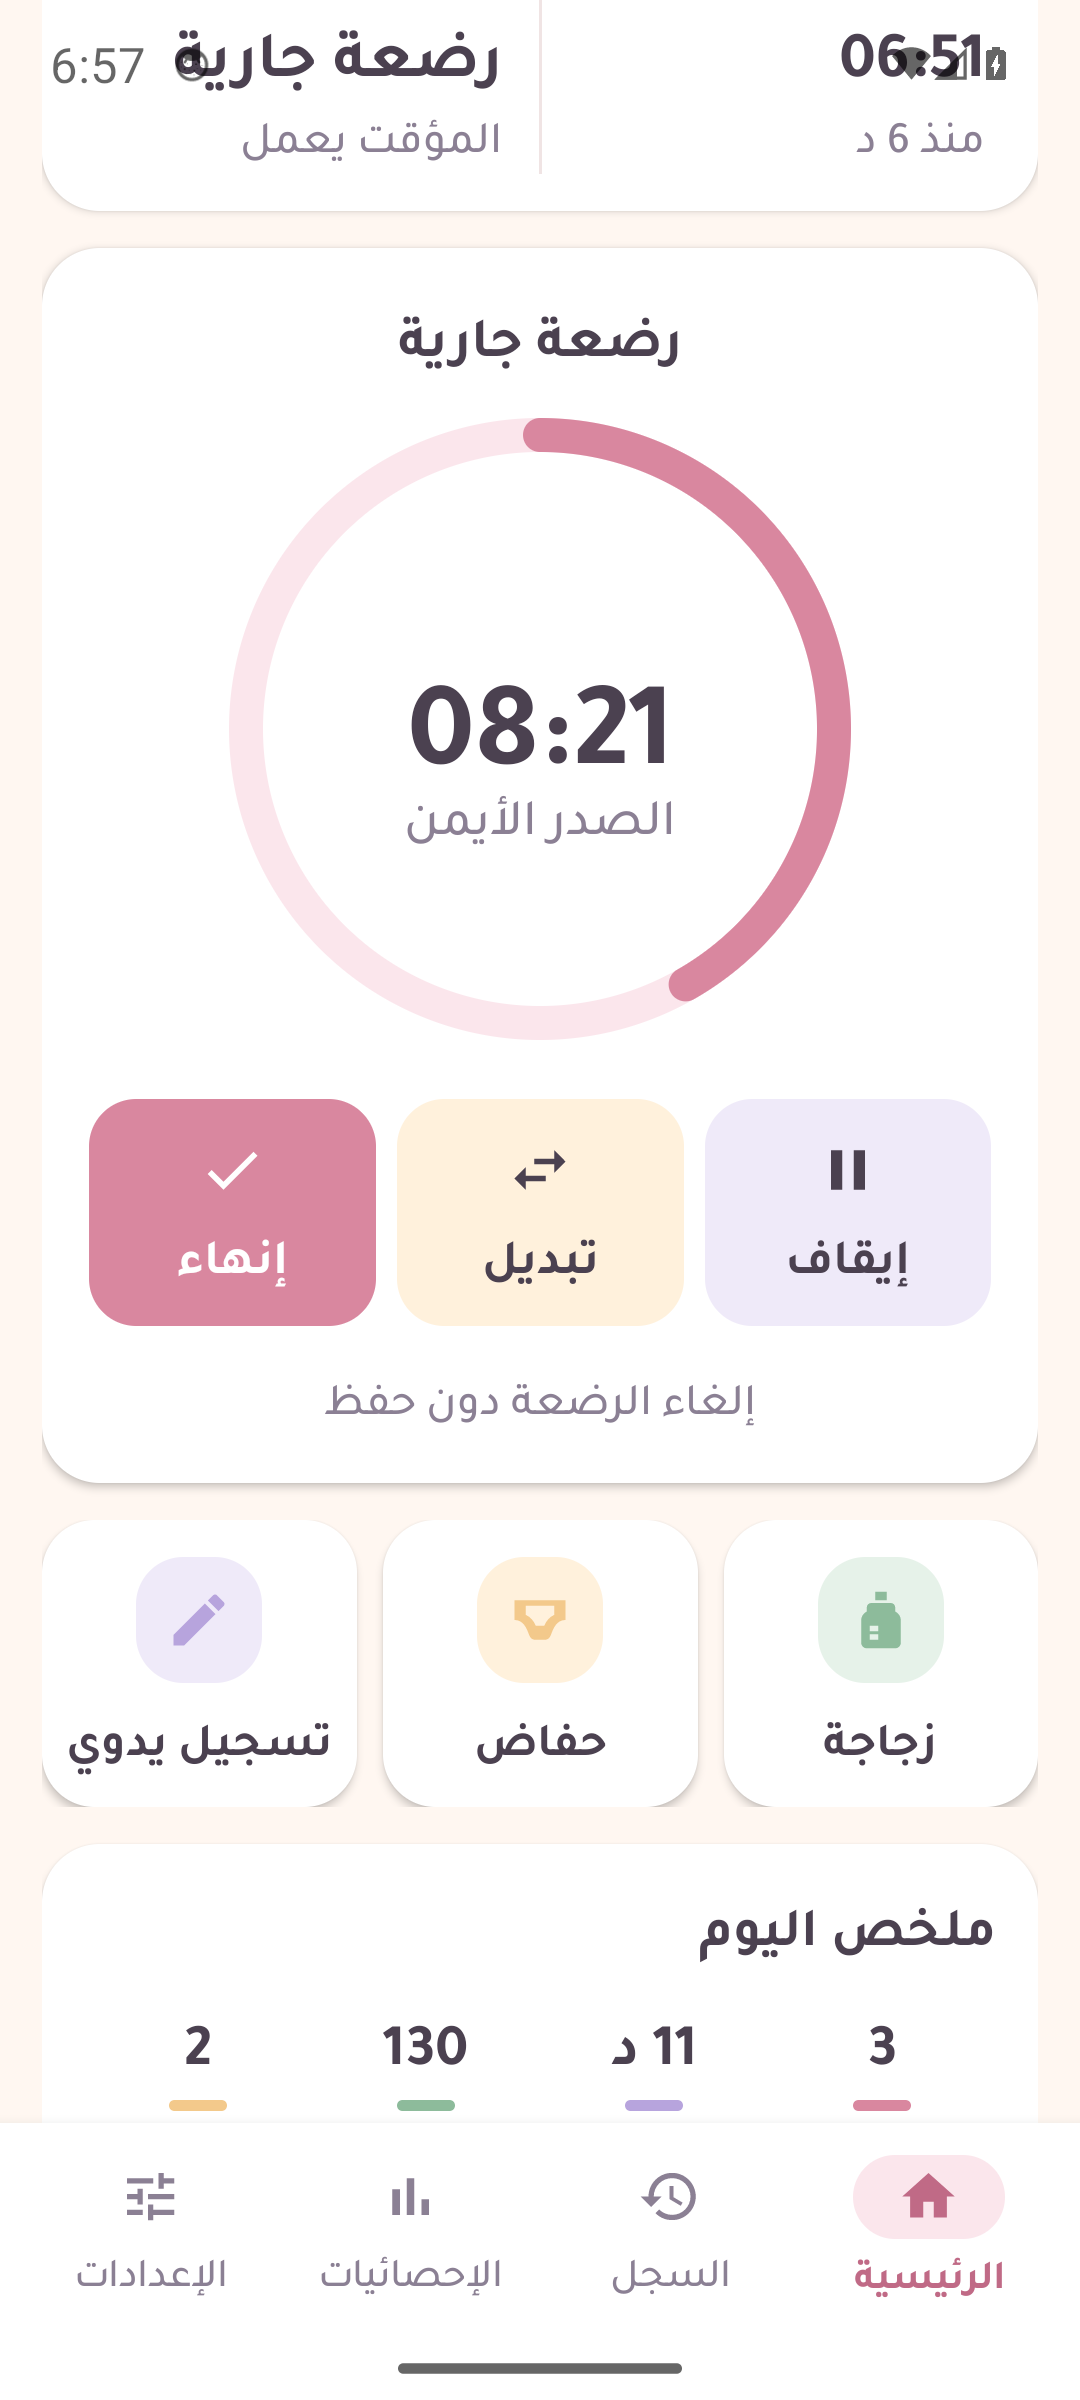 6:57
06:51
رضعة جارية
منذ 6 د
المؤقت يعمل
رضعة جارية
08:21
الصدر الأيمن
إيقاف
تبديل
إنهاء
إلغاء الرضعة دون حفظ
زجاجة
حفاض
تسجيل يدوي
ملخص اليوم
3
11 د
130
2
الرئيسية
السجل
الإحصائيات
الإعدادات